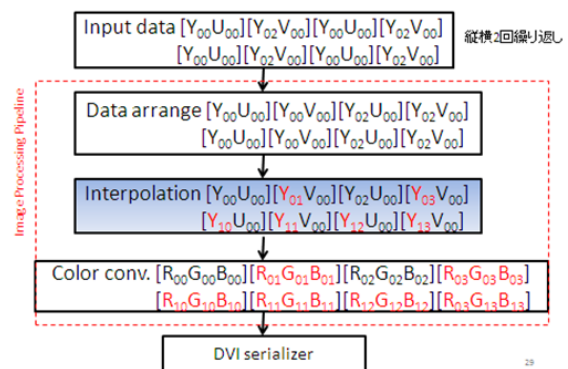 Input data [Y₀₀U₀₀][Y₀₂V₀₀][Y₀₀U₀₀][Y₀₂V₀₀]
[Y₀₀U₀₀][Y₀₂V₀₀][Y₀₀U₀₀][Y₀₂V₀₀]
縦横2回繰り返し
Image Processing Pipeline
Data arrange [Y₀₀U₀₀][Y₀₀V₀₀][Y₀₂U₀₀][Y₀₂V₀₀]
[Y₀₀U₀₀][Y₀₀V₀₀][Y₀₂U₀₀][Y₀₂V₀₀]
Interpolation [Y₀₀U₀₀][Y₀₁V₀₀][Y₀₂U₀₀][Y₀₃V₀₀]
[Y₁₀U₀₀][Y₁₁V₀₀][Y₁₂U₀₀][Y₁₃V₀₀]
Color conv. [R₀₀G₀₀B₀₀][R₀₁G₀₁B₀₁][R₀₂G₀₂B₀₂][R₀₃G₀₃B₀₃]
[R₁₀G₁₀B₁₀][R₁₁G₁₁B₁₁][R₁₂G₁₂B₁₂][R₀₃G₁₃B₁₃]
DVI serializer
29